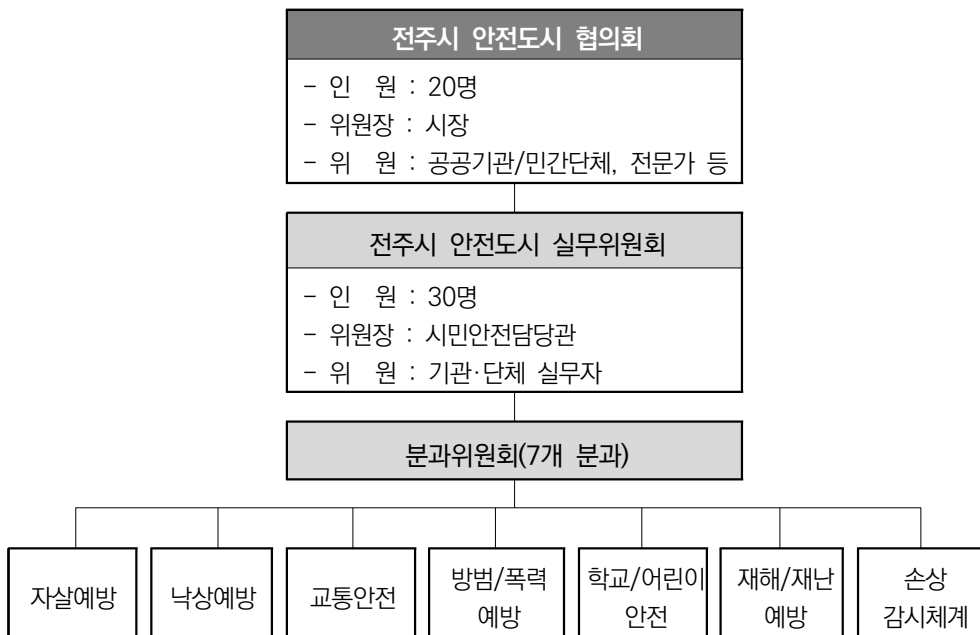 전주시 안전도시 협의회
- 인 원 : 20명
- 위원장 : 시장
- 위 원 : 공공기관/민간단체, 전문가 등
전주시 안전도시 실무위원회
- 인 원 : 30명
- 위원장 : 시민안전담당관
- 위 원 : 기관·단체 실무자
분과위원회(7개 분과)
자살예방
낙상예방
교통안전
방범/폭력
예방
학교/어린이
안전
재해/재난
예방
손상
감시체계